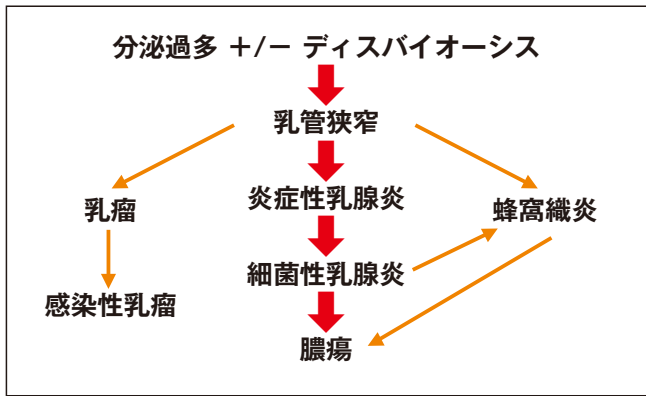 分泌過多 +/− ディスバイオーシス
乳管狭窄
乳瘤
炎症性乳腺炎
蜂窩織炎
感染性乳瘤
細菌性乳腺炎
膿瘍